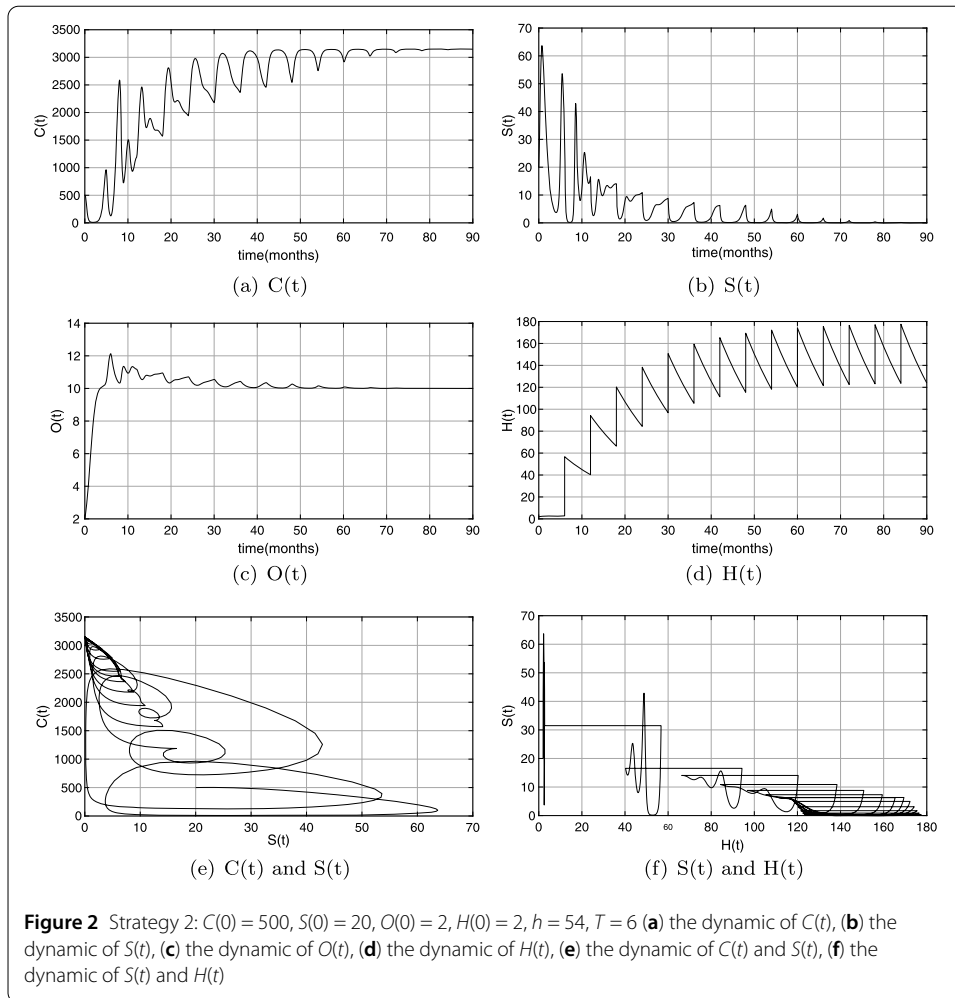 3500
3000
2500
2000
1500
1000
500
0
C(t)
0 10 20 30 40 50 60 70 80 90
time(months)
(a) C(t)
70
60
50
40
30
20
10
0
S(t)
0 10 20 30 40 50 60 70 80 90
time(months)
(b) S(t)
14
12
10
8
6
4
2
O(t)
0 10 20 30 40 50 60 70 80 90
time(months)
(c) O(t)
180
160
140
120
100
80
60
40
20
0
H(t)
0 10 20 30 40 50 60 70 80 90
time(months)
(d) H(t)
3500
3000
2500
2000
1500
1000
500
0
C(t)
0 10 20 30 40 50 60 70
S(t)
(e) C(t) and S(t)
70
60
50
40
30
20
10
0
S(t)
0 20 40 60 80 100 120 140 160 180
H(t)
(f) S(t) and H(t)
Figure 2 Strategy 2: C(0) = 500, S(0) = 20, O(0) = 2, H(0) = 2, h = 54, T = 6 (a) the dynamic of C(t), (b) the
dynamic of S(t), (c) the dynamic of O(t), (d) the dynamic of H(t), (e) the dynamic of C(t) and S(t), (f) the
dynamic of S(t) and H(t)